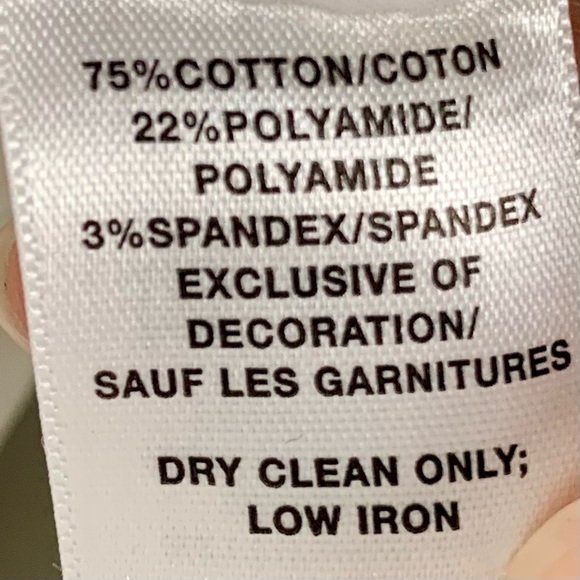 75%COTTON/COTON
22%POLYAMIDE/
POLYAMIDE
3%SPANDEX/SPANDEX
EXCLUSIVE OF
DECORATION/
SAUF LES GARNITURES
DRY CLEAN ONLY;
LOW IRON